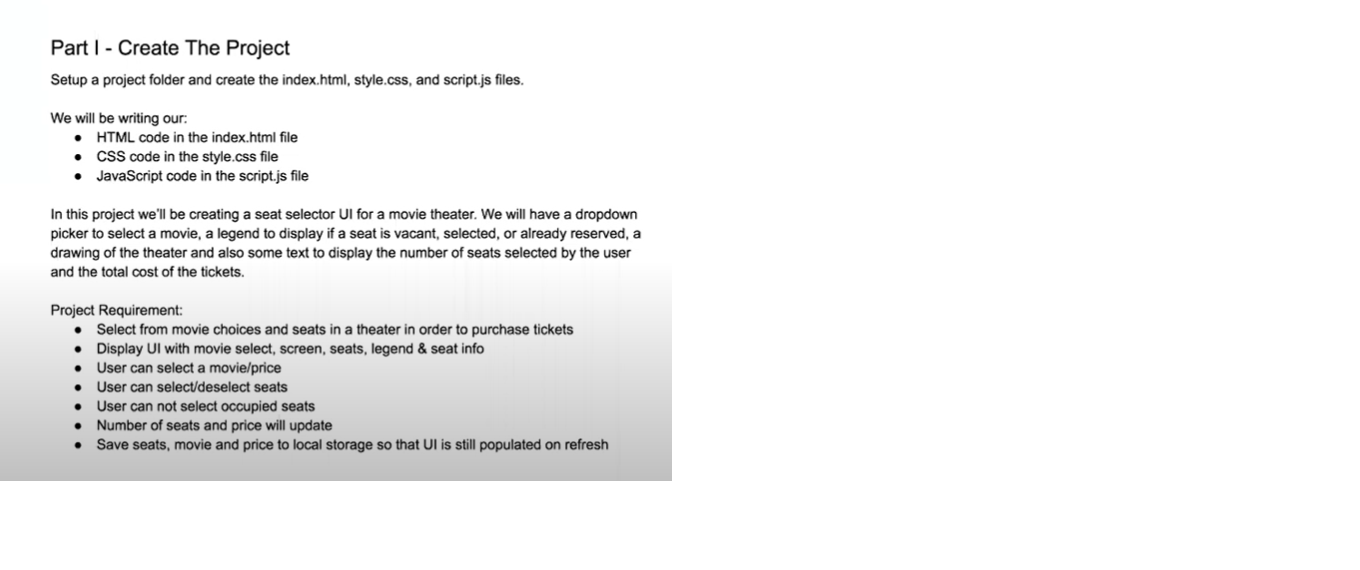 Part I - Create The Project
Setup a project folder and create the index.html, style.css, and script.js files.
We will be writing our:
● HTML code in the index.html file
● CSS code in the style.css file
● JavaScript code in the script.js file
In this project we'll be creating a seat selector UI for a movie theater. We will have a dropdown
picker to select a movie, a legend to display if a seat is vacant, selected, or already reserved, a
drawing of the theater and also some text to display the number of seats selected by the user
and the total cost of the tickets.
Project Requirement:
● Select from movie choices and seats in a theater in order to purchase tickets
● Display UI with movie select, screen, seats, legend & seat info
● User can select a movie/price
● User can select/deselect seats
● User can not select occupied seats
● Number of seats and price will update
● Save seats, movie and price to local storage so that UI is still populated on refresh